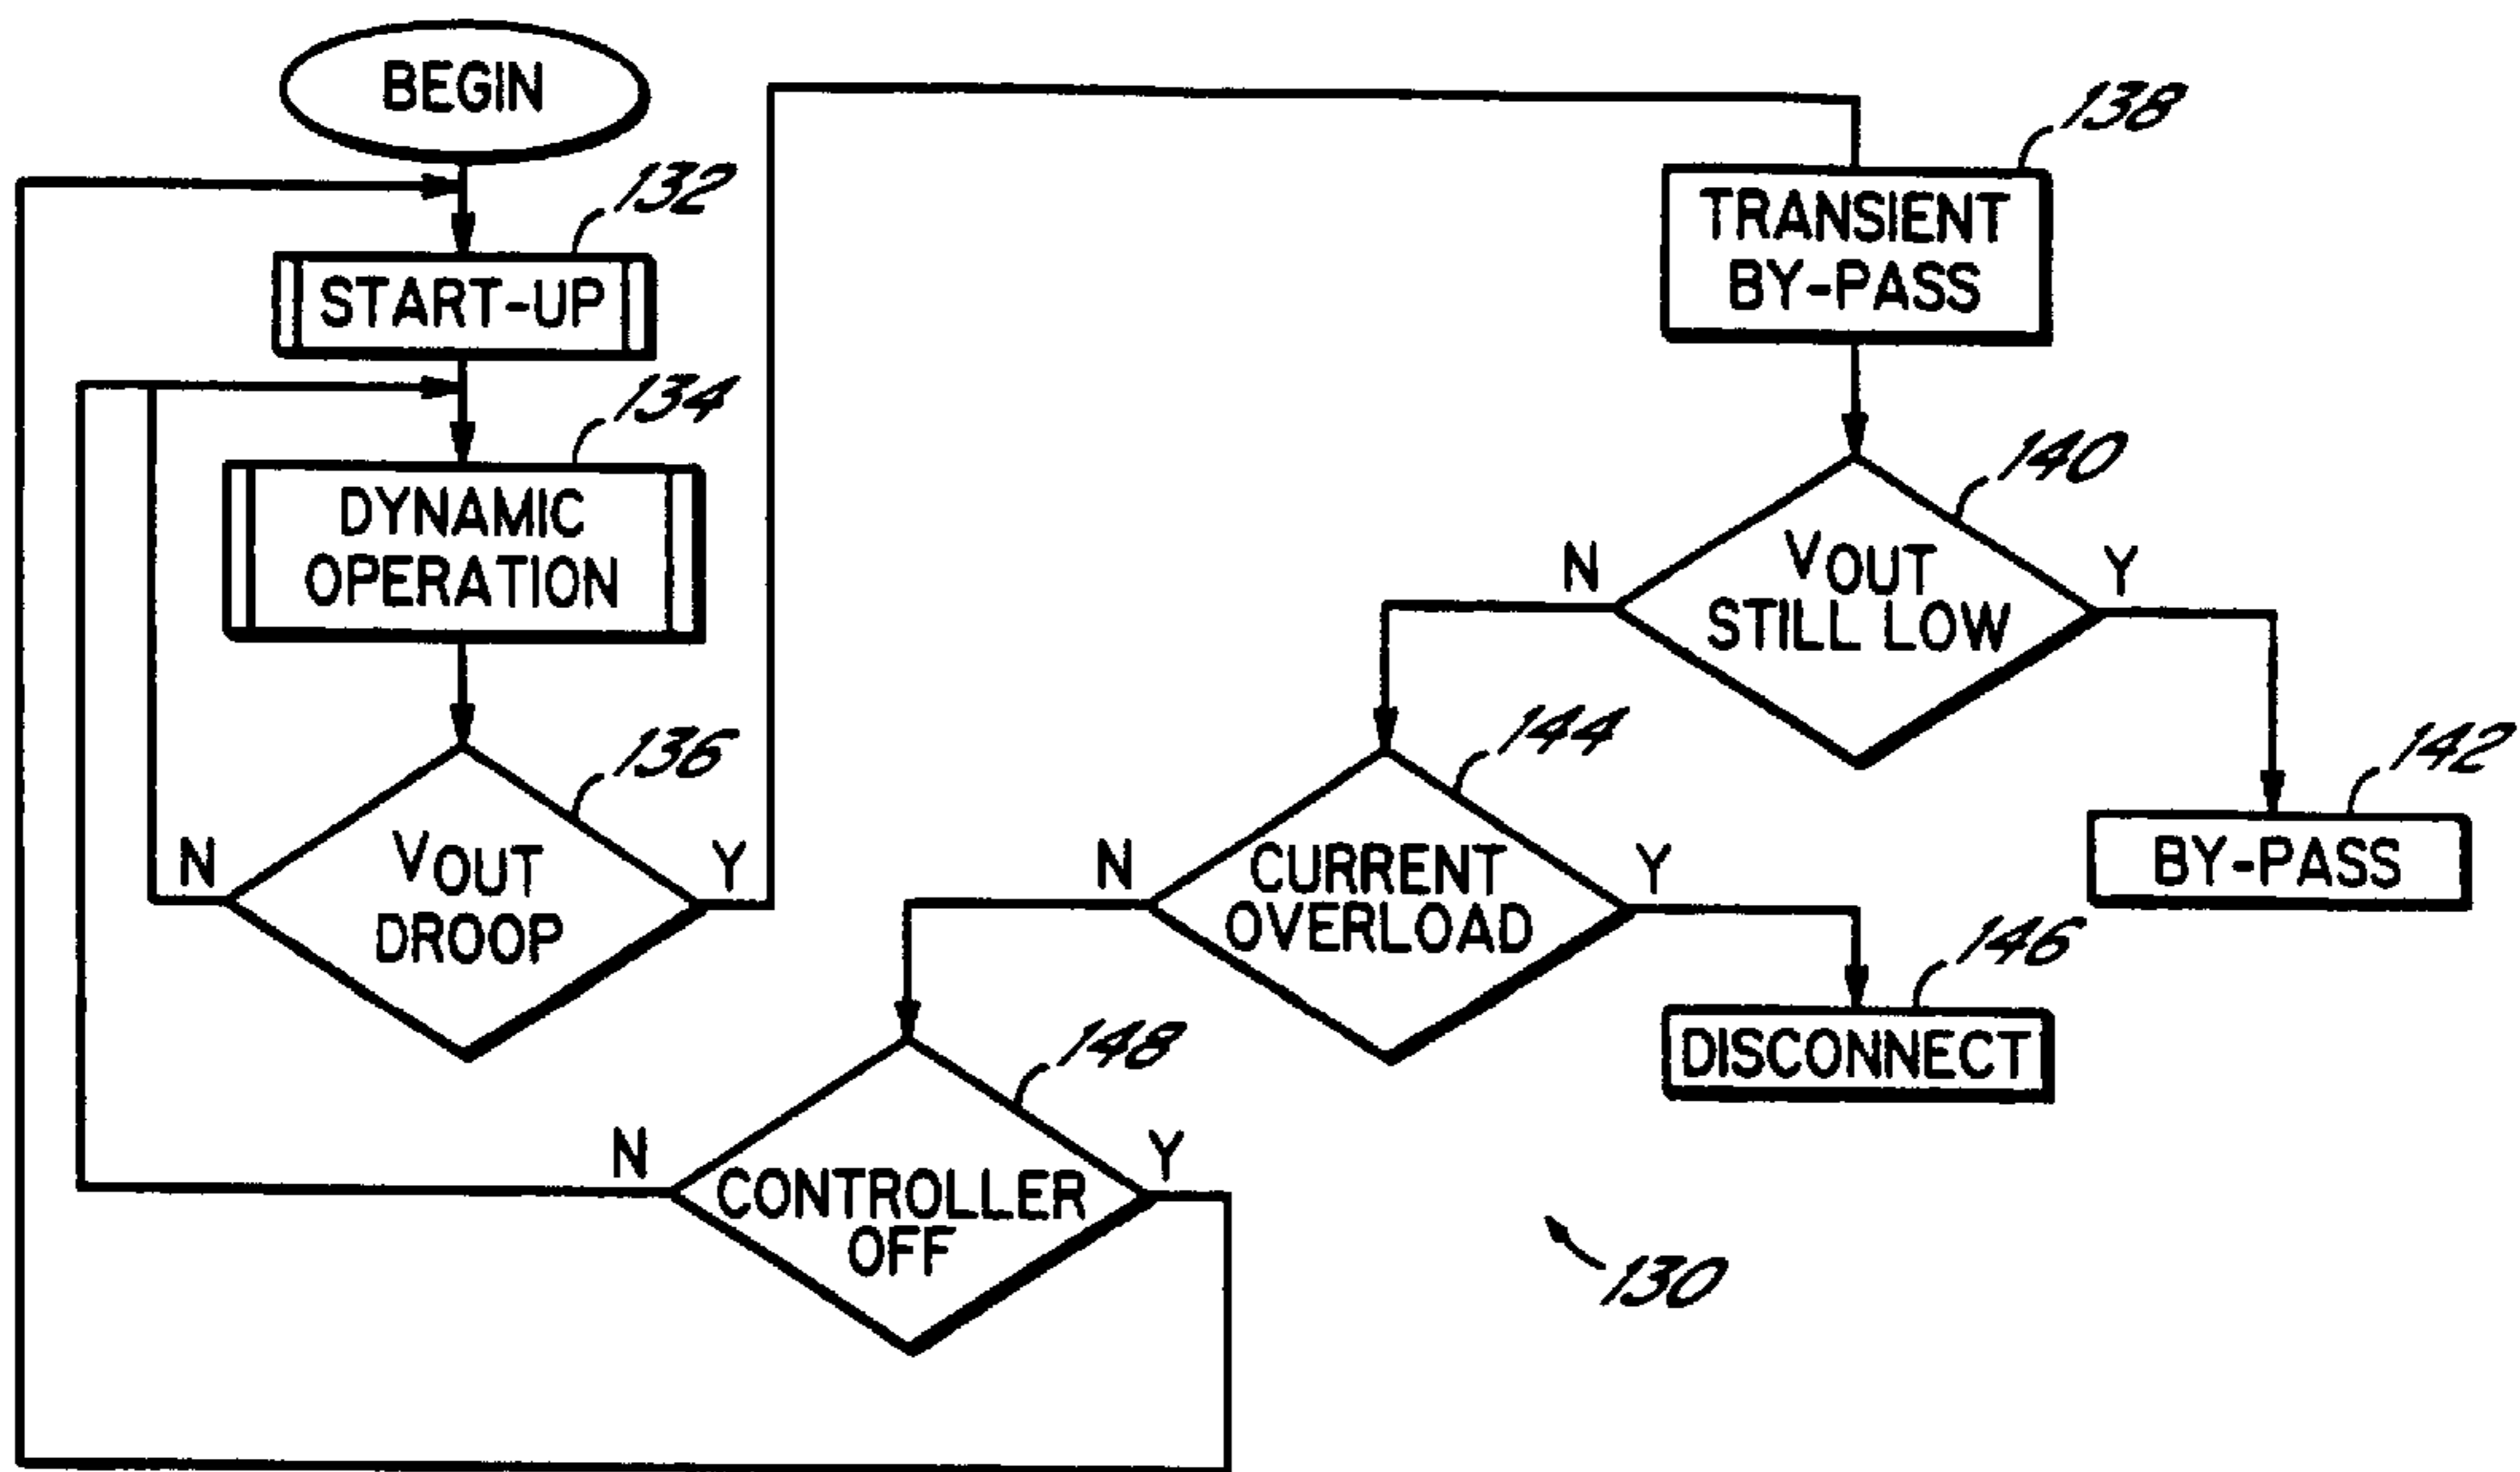 BEGIN
132
START-UP
134
DYNAMIC
OPERATION
136
N
VOUT
DROOP
Y
138
TRANSIENT
BY-PASS
140
N
VOUT
STILL LOW
Y
142
BY-PASS
144
N
CURRENT
OVERLOAD
Y
146
DISCONNECT
148
N
CONTROLLER
OFF
Y
130